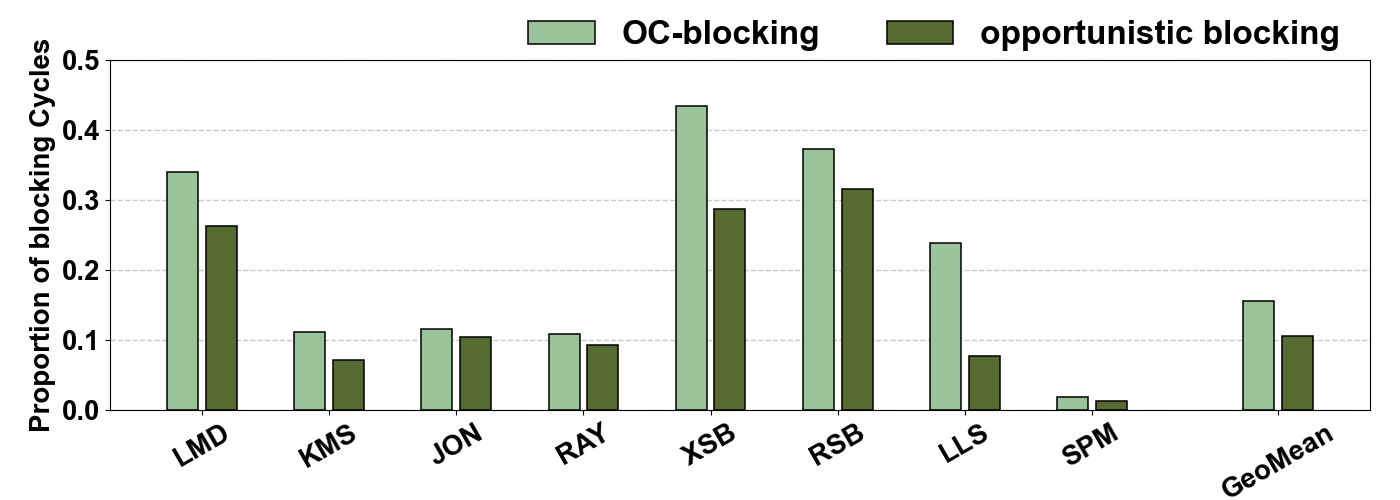 OC-blocking opportunistic blocking
Proportion of blocking Cycles
0.5
0.4
0.3
0.2
0.1
0.0
LMD KMS JON RAY XSB RSB LLS SPM GeoMean